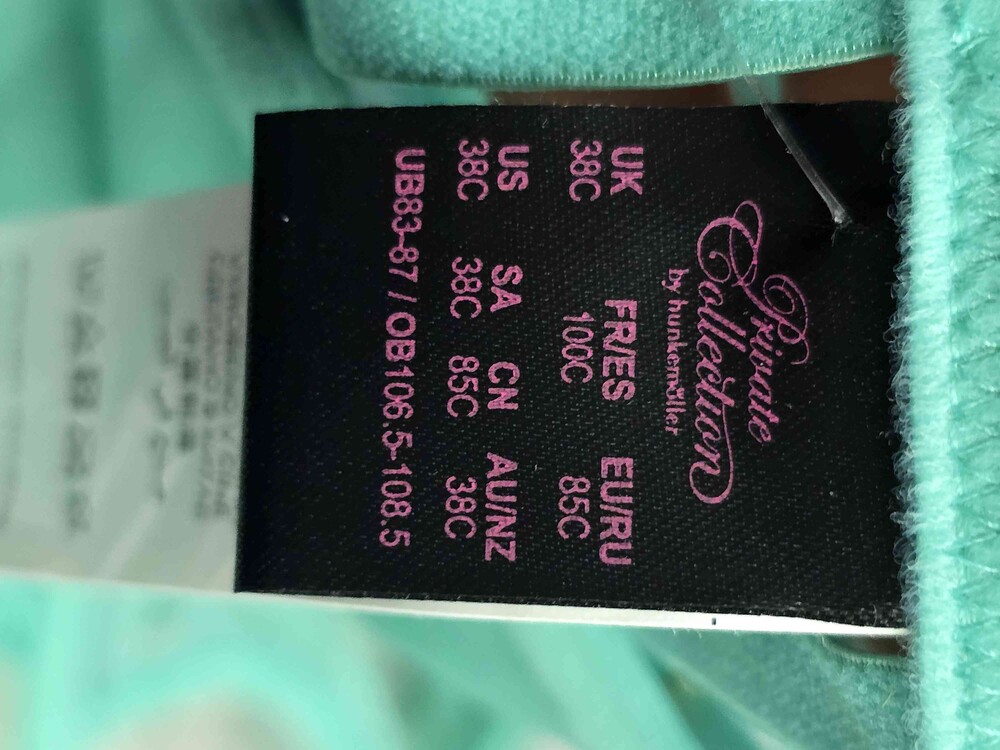 Private
Collection
by hunkemöller
UK FR/ES EU/RU
38C 100C 85C
US SA CN AU/NZ
38C 38C 85C 38C
UB83-87 / OB106.5-108.5